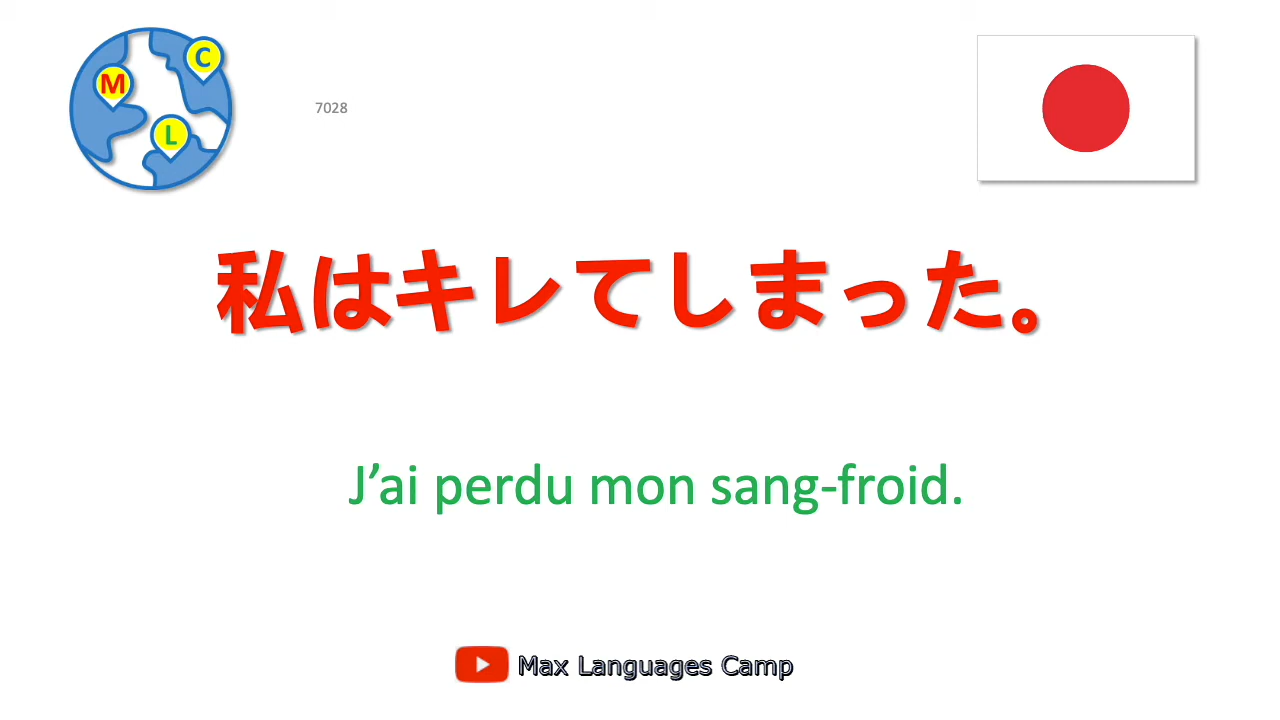 M
C
L
7028
私はキレてしまった。
J’ai perdu mon sang-froid.
Max Languages Camp